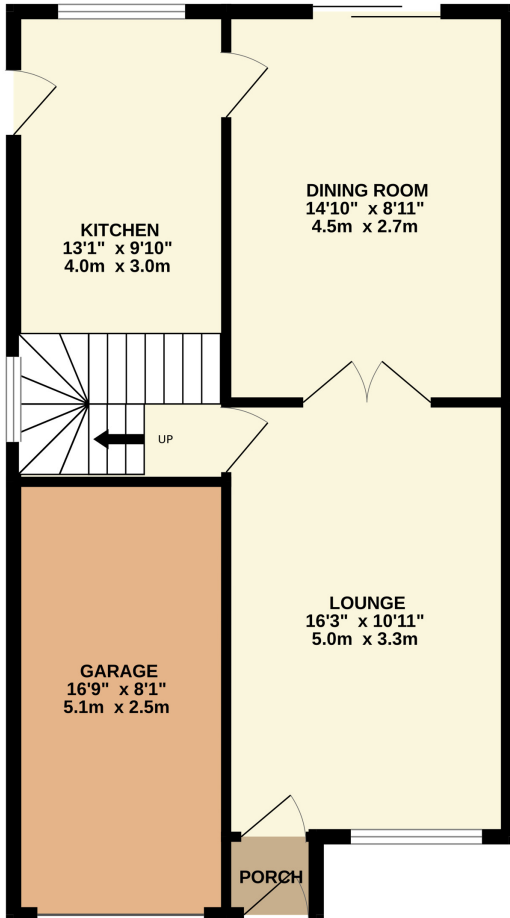 DINING ROOM
14'10" x 8'11"
4.5m x 2.7m
KITCHEN
13'1" x 9'10"
4.0m x 3.0m
UP
LOUNGE
16'3" x 10'11"
5.0m x 3.3m
GARAGE
16'9" x 8'1"
5.1m x 2.5m
PORCH